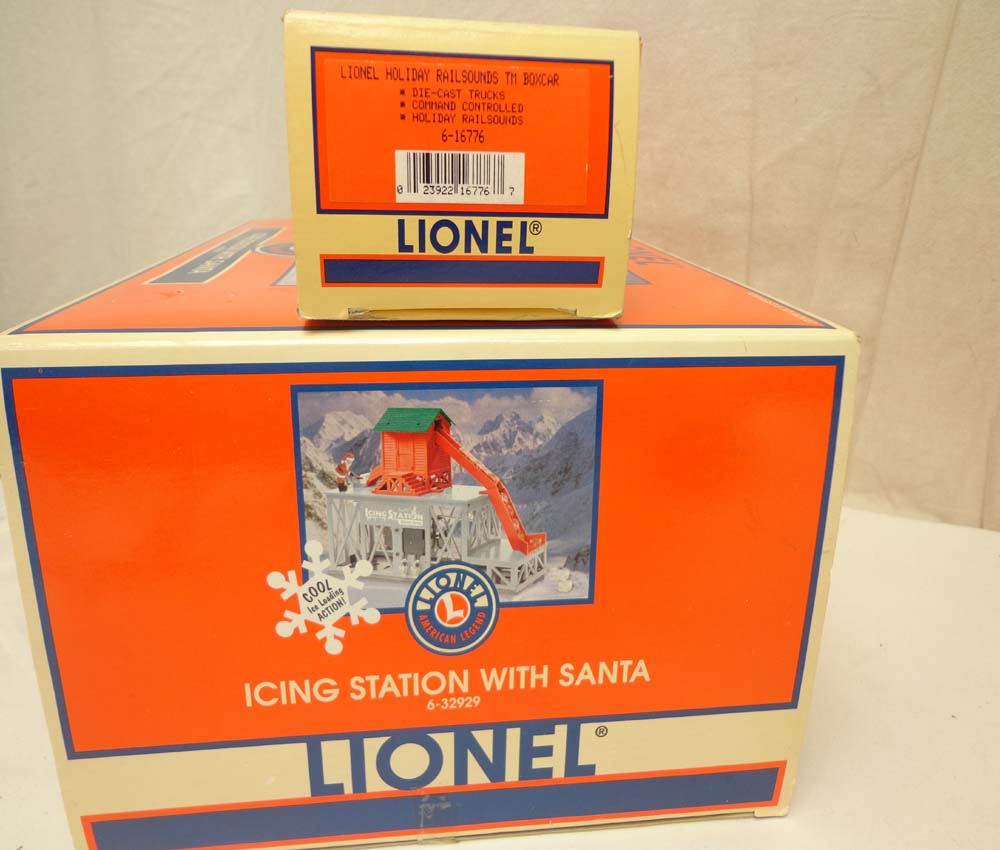 LIONEL HOLIDAY RAILSOUNDS TM BOXCAR
* DIE-CAST TRUCKS
* COMMAND CONTROLLED
* HOLIDAY RAILSOUNDS
6-16776
0 23922 16776 7
LIONEL®
ICING STATION
COOL
Ice Loading
ACTION!
LIONEL
L
AMERICAN LEGEND
ICING STATION WITH SANTA
6-32929
LIONEL®